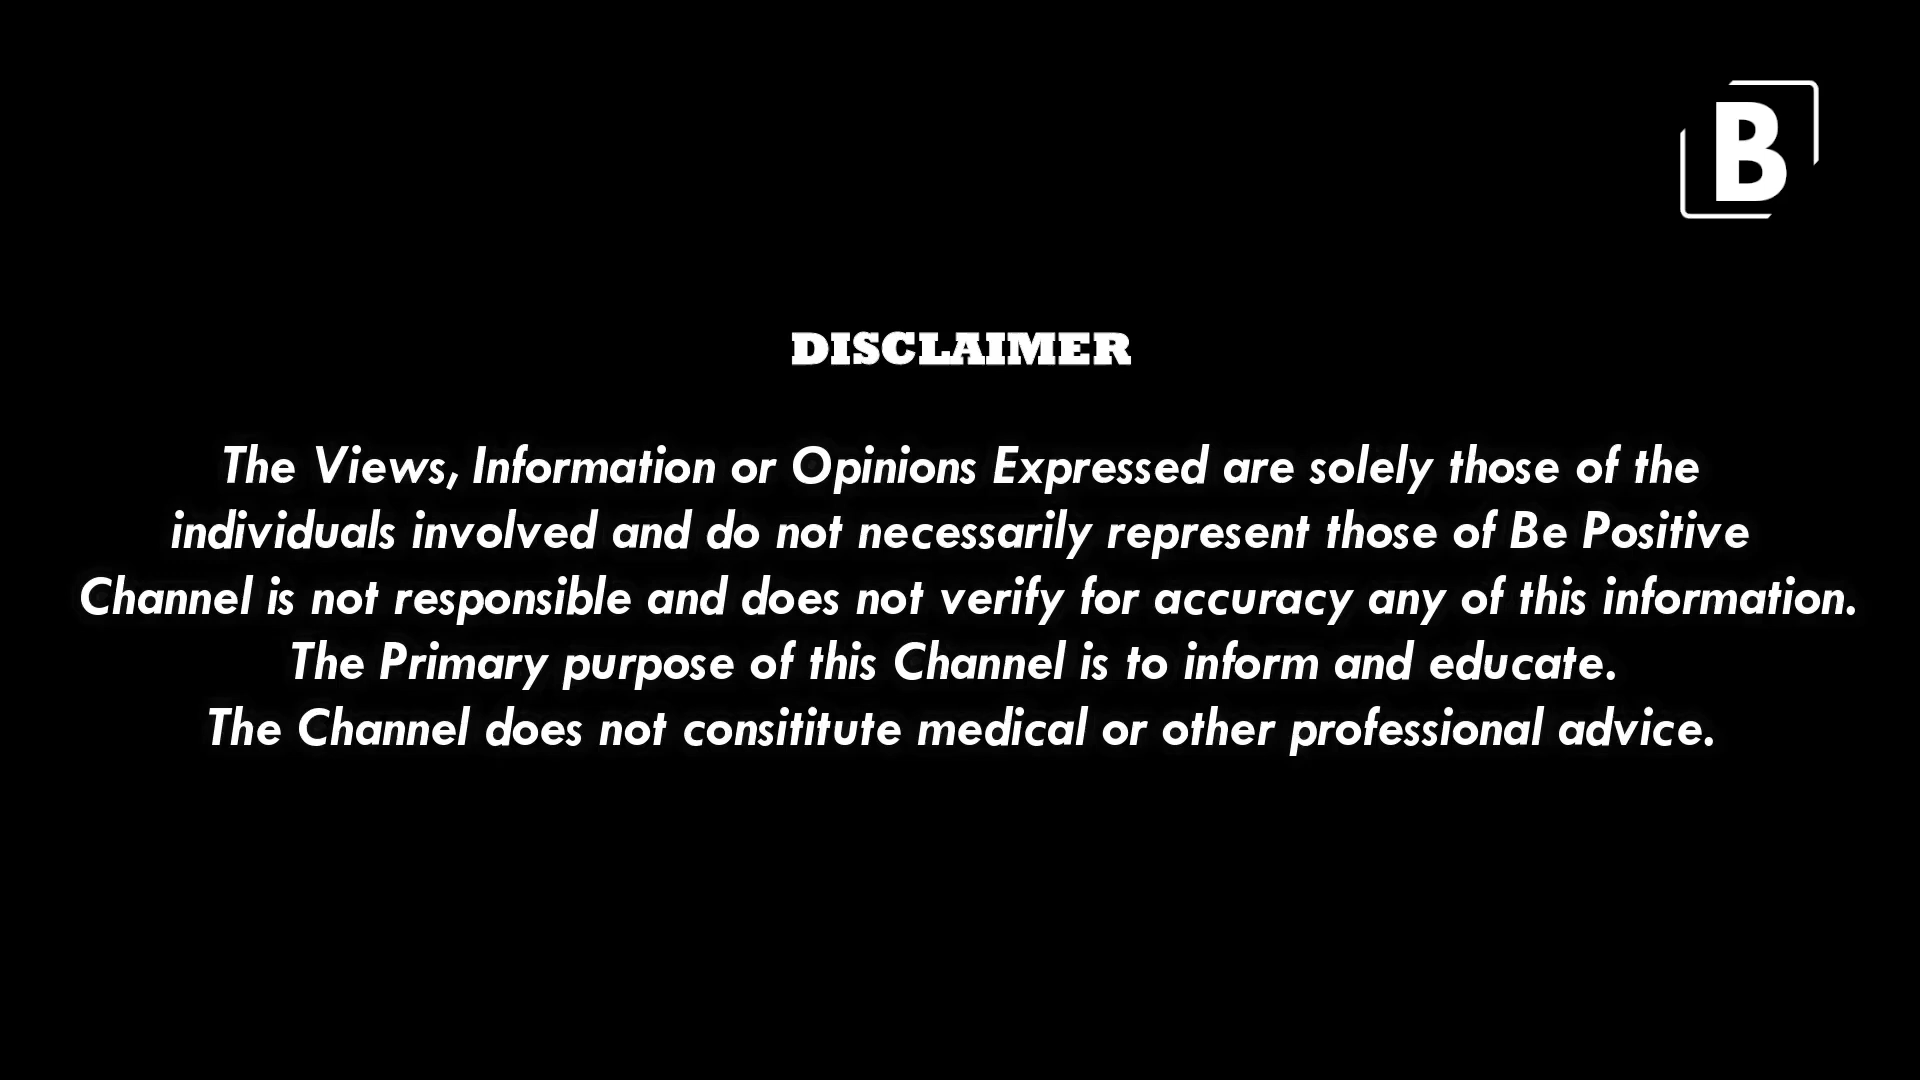 B
DISCLAIMER
The Views, Information or Opinions Expressed are solely those of the
individuals involved and do not necessarily represent those of Be Positive
Channel is not responsible and does not verify for accuracy any of this information.
The Primary purpose of this Channel is to inform and educate.
The Channel does not consititute medical or other professional advice.